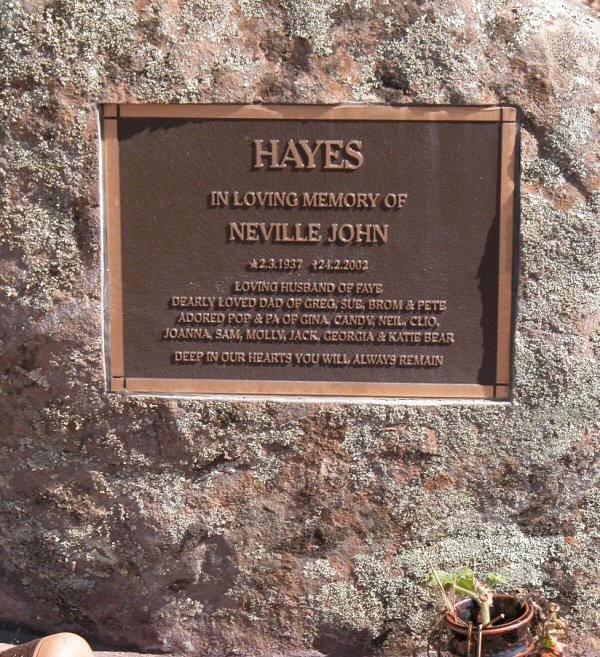 HAYES
IN LOVING MEMORY OF
NEVILLE JOHN
★2.3.1937 ✝24.2.2002
LOVING HUSBAND OF FAYE
DEARLY LOVED DAD OF GREG, SUE, BROM & PETE
ADORED POP & PA OF GINA, CANDY, NEIL, CLIO,
JOANNA, SAM, MOLLY, JACK, GEORGIA & KATIE BEAR
DEEP IN OUR HEARTS YOU WILL ALWAYS REMAIN